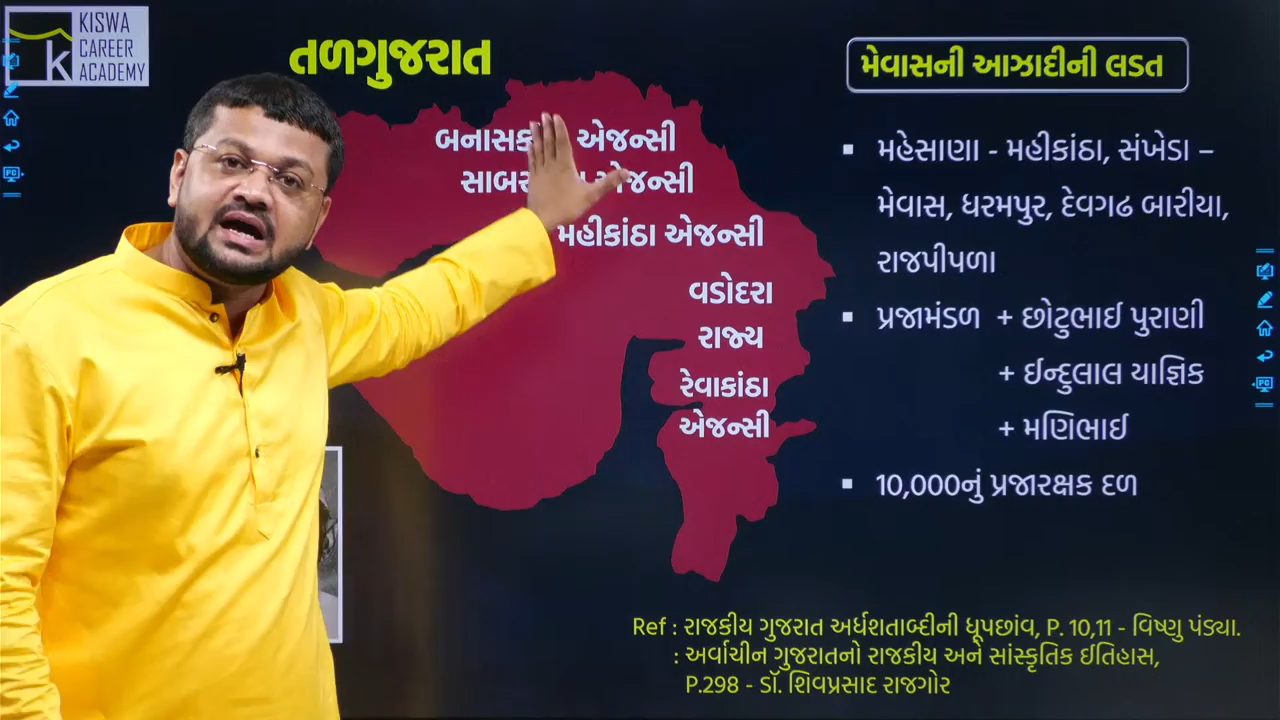 KISWA
CAREER
ACADEMY
k
તળગુજરાત
એજન્સી
મહીકાંઠા એજન્સી
વડોદરા
રાજ્ય
રેવાકાંઠા
એજન્સી
મેવાસની આઝાદીની લડત
▪ મહેસાણા - મહીકાંઠા, સંખેડા –
મેવાસ, ધરમપુર, દેવગઢ બારીયા,
રાજપીપળા
▪ પ્રજામંડળ + છોટુભાઈ પુરાણી
+ ઈન્દુલાલ યાજ્ઞિક
+ મણિભાઈ
▪ 10,000નું પ્રજારક્ષક દળ
Ref : રાજકીય ગુજરાત અર્ધશતાબ્દીની ધૂપછાંવ, P. 10,11 - વિષ્ણુ પંડ્યા.
: અર્વાચીન ગુજરાતનો રાજકીય અને સાંસ્કૃતિક ઈતિહાસ,
P.298 - ડૉ. શિવપ્રસાદ રાજગોર
PC
PC